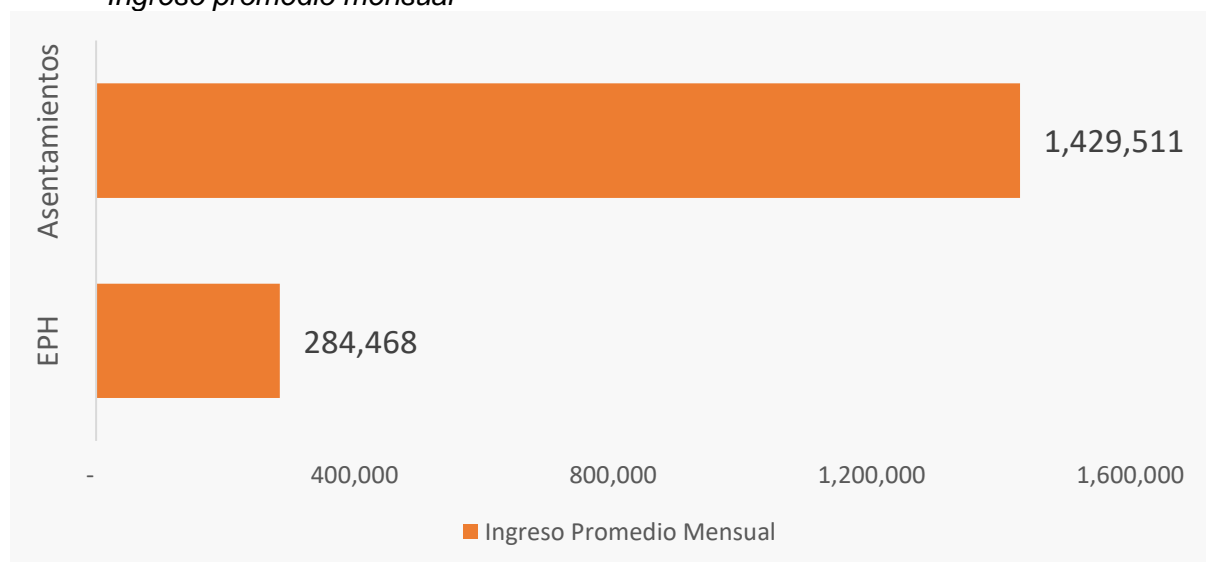 Ingreso promedio mensual
Asentamientos
1,429,511
EPH
284,468
- 400,000 800,000 1,200,000 1,600,000
Ingreso Promedio Mensual